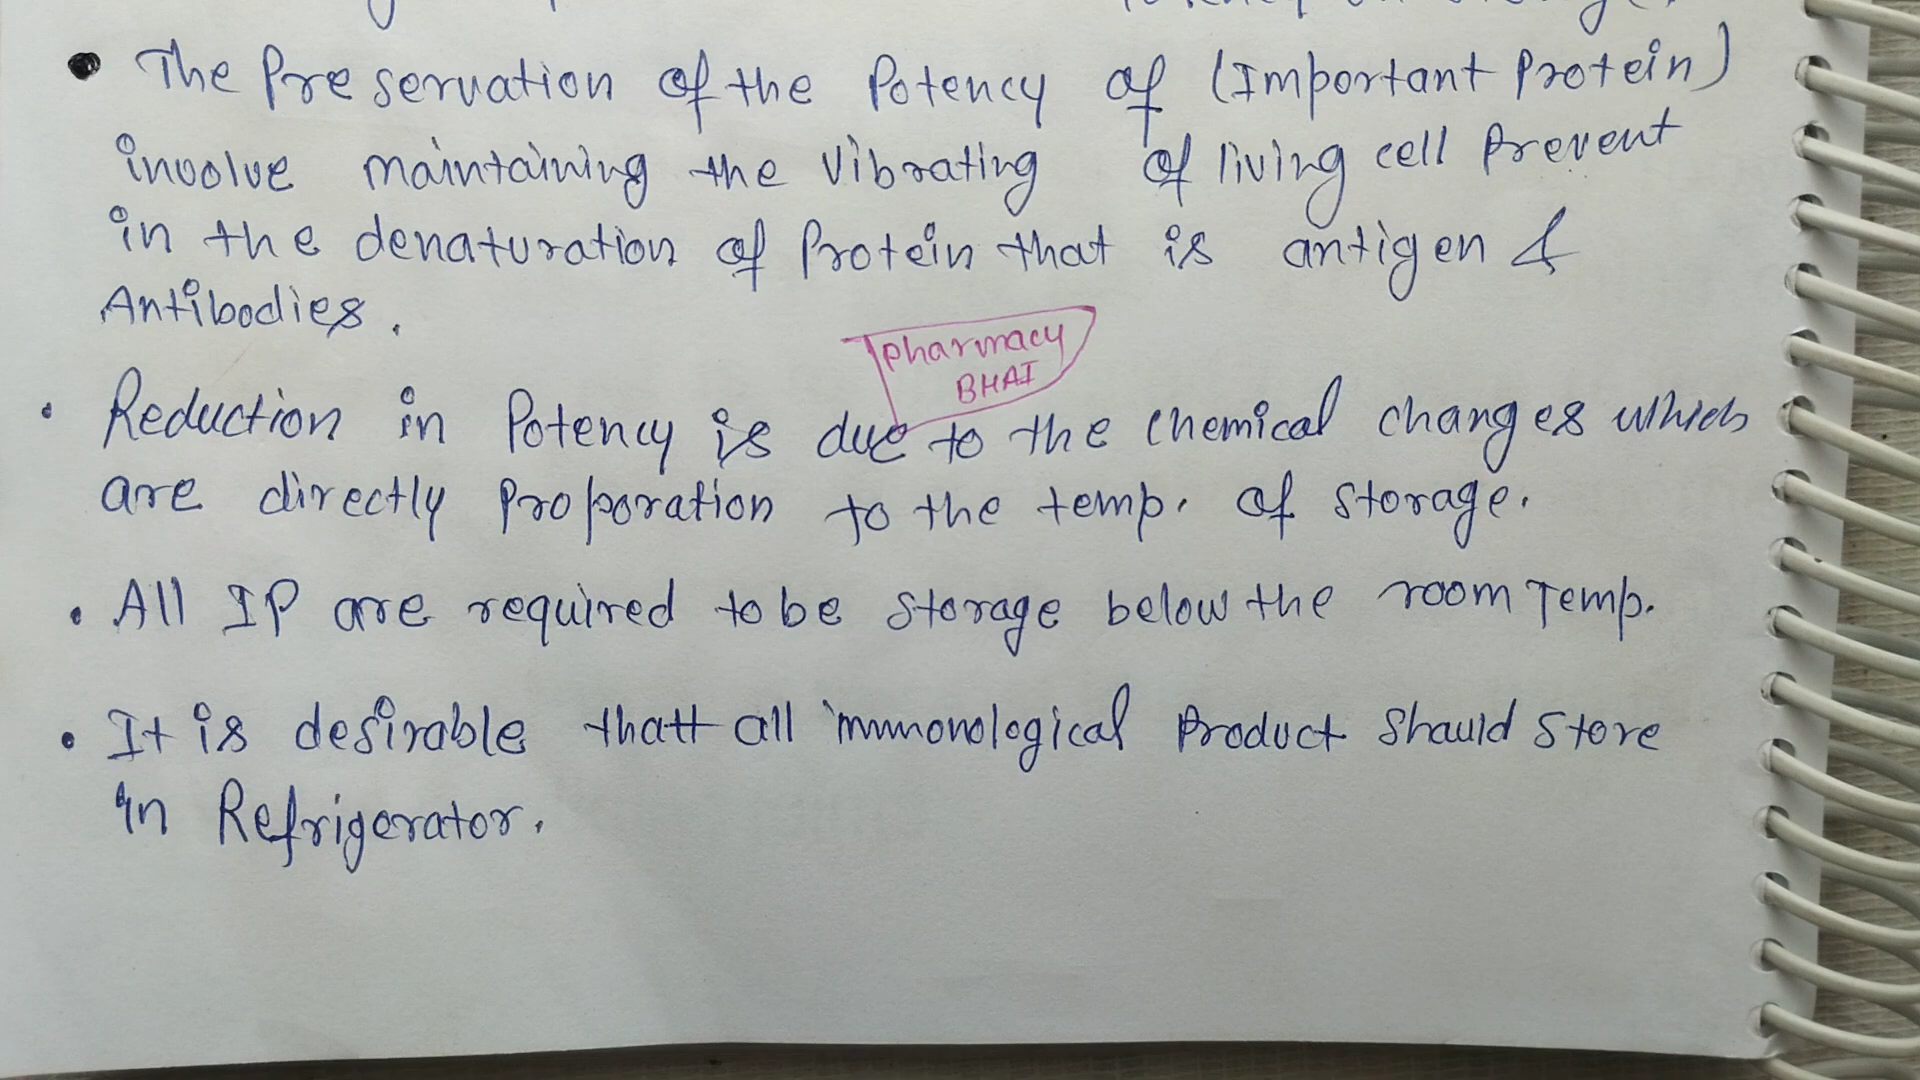 • The Preservation of the Potency of (Important Protein)
involve maintaining the vibrating of living cell Prevent
in the denaturation of Protein that is antigen &
Antibodies.
pharmacy
BHAI
• Reduction in Potency is due to the chemical changes which
are directly Proporation to the temp. of storage.
• All IP are required to be storage below the room Temp.
• It is desirable thatt all immunological Product Should Store
in Refrigerator.